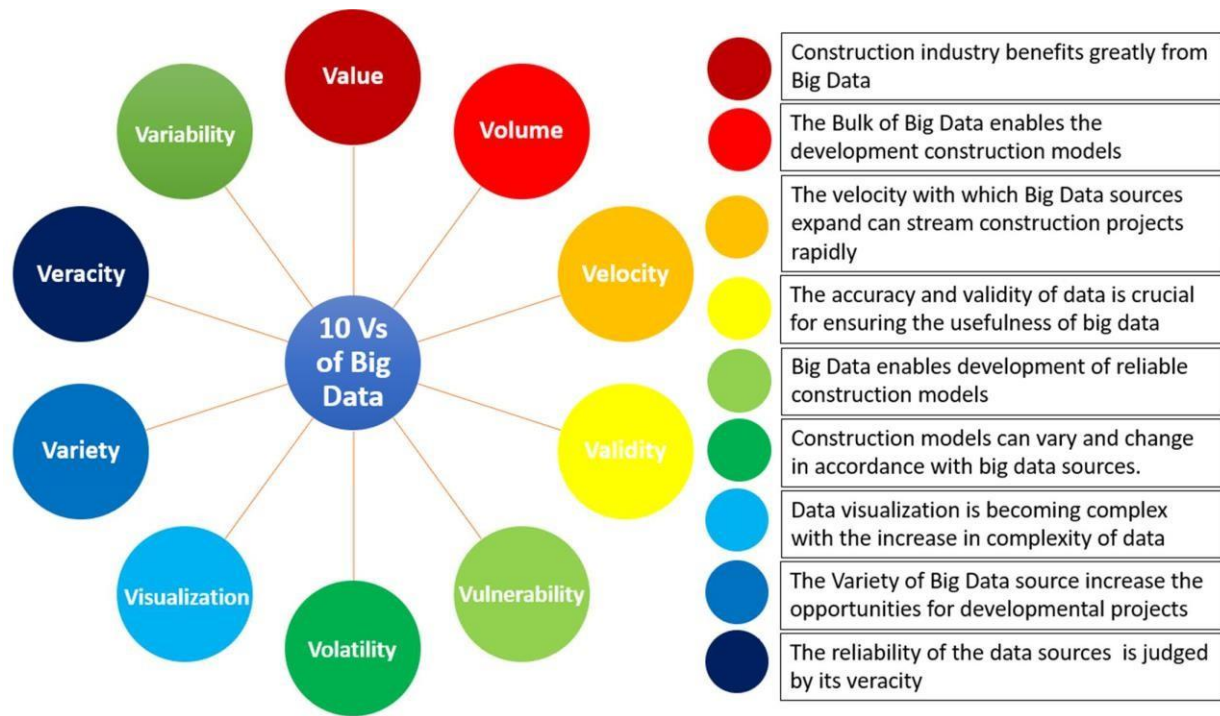 Value
Volume
Velocity
Validity
Vulnerability
Volatility
Visualization
Variety
Veracity
Variability
10 Vs
of Big
Data
Construction industry benefits greatly from
Big Data
The Bulk of Big Data enables the
development construction models
The velocity with which Big Data sources
expand can stream construction projects
rapidly
The accuracy and validity of data is crucial
for ensuring the usefulness of big data
Big Data enables development of reliable
construction models
Construction models can vary and change
in accordance with big data sources.
Data visualization is becoming complex
with the increase in complexity of data
The Variety of Big Data source increase the
opportunities for developmental projects
The reliability of the data sources is judged
by its veracity